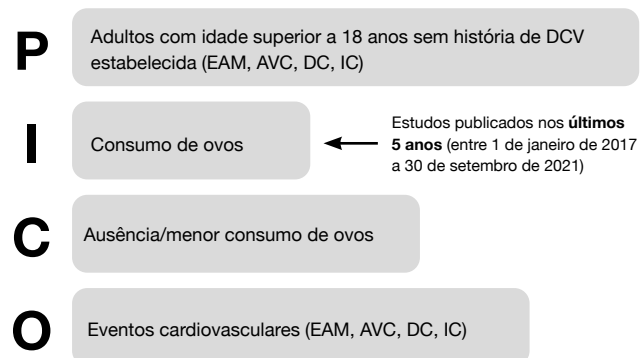 P
Adultos com idade superior a 18 anos sem história de DCV
estabelecida (EAM, AVC, DC, IC)
I
Consumo de ovos
Estudos publicados nos últimos
5 anos (entre 1 de janeiro de 2017
a 30 de setembro de 2021)
C
Ausência/menor consumo de ovos
O
Eventos cardiovasculares (EAM, AVC, DC, IC)